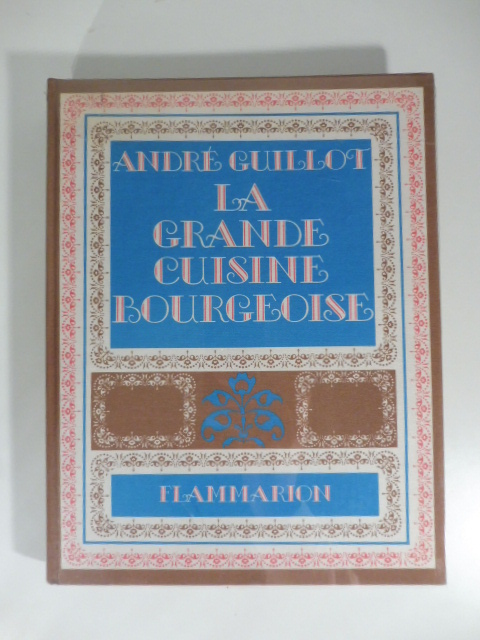 ANDRÉ GUILLOT
LA
GRANDE
CUISINE
BOURGEOISE
FLAMMARION